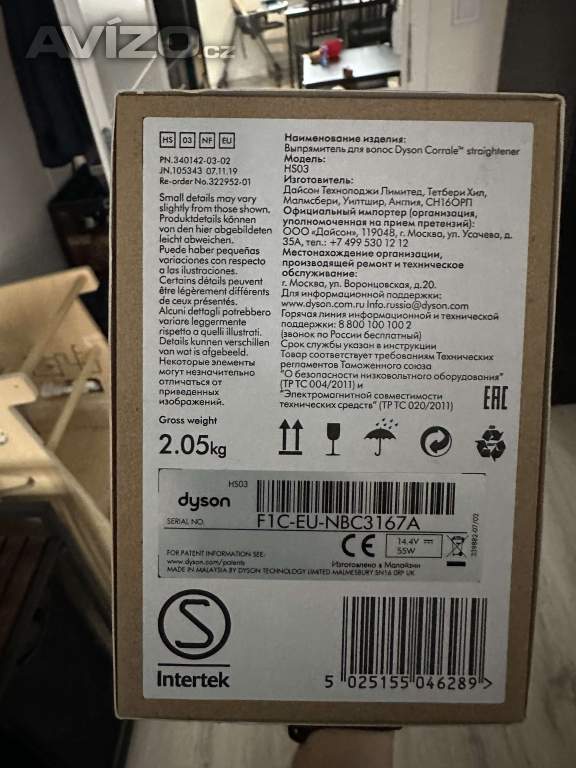 AVÍZO.cz
HS 03 NF EU
PN.340142-03-02
JN.105343 07.11.19
Re-order No.322952-01
Small details may vary
slightly from those shown.
Produktdetails können
von den hier abgebildeten
leicht abweichen.
Puede haber pequeñas
variaciones con respecto
a las ilustraciones.
Certains détails peuvent
être légèrement différents
de ceux présentés.
Alcuni dettagli potrebbero
variare leggermente
rispetto a quelli illustrati.
Details kunnen verschillen
van wat is afgebeeld.
Некоторые элементы
могут незначительно
отличаться от
приведенных
изображений.
Gross weight
2.05kg
Наименование изделия:
Выпрямитель для волос Dyson Corrale™ straightener
Модель:
HS03
Изготовитель:
Дайсон Технолоджи Лимитед, Тетбери Хил,
Малмсбери, Уилтшир, Англия, СН16ОРП
Официальный импортер (организация,
уполномоченная на прием претензий):
ООО «Дайсон», 119048, г. Москва, ул. Усачева, д.
35А, тел.: +7 499 530 12 12
Местонахождение организации,
производящей ремонт и техническое
обслуживание:
г. Москва, ул. Воронцовская, д.20.
Для информационной поддержки:
www.dyson.com.ru Info.russia@dyson.com
Горячая линия информационной и технической
поддержки: 8 800 100 100 2
(звонок по России бесплатный)
Срок службы указан в инструкции
Товар соответствует требованиям Технических
регламентов Таможенного союза
"О безопасности низковольтного оборудования"
(ТР ТС 004/2011) и
"Электромагнитной совместимости
технических средств" (ТР ТС 020/2011)
EAC
HS03
dyson
SERIAL NO.
F1C-EU-NBC3167A
FOR PATENT INFORMATION SEE:
www.dyson.com/patents
CE
14.4V
55W
Изготовлено в Малайзии
MADE IN MALAYSIA BY DYSON TECHNOLOGY LIMITED MALMESBURY SN16 0RP UK
339882-07/02
S
Intertek
5 025155 046289 >